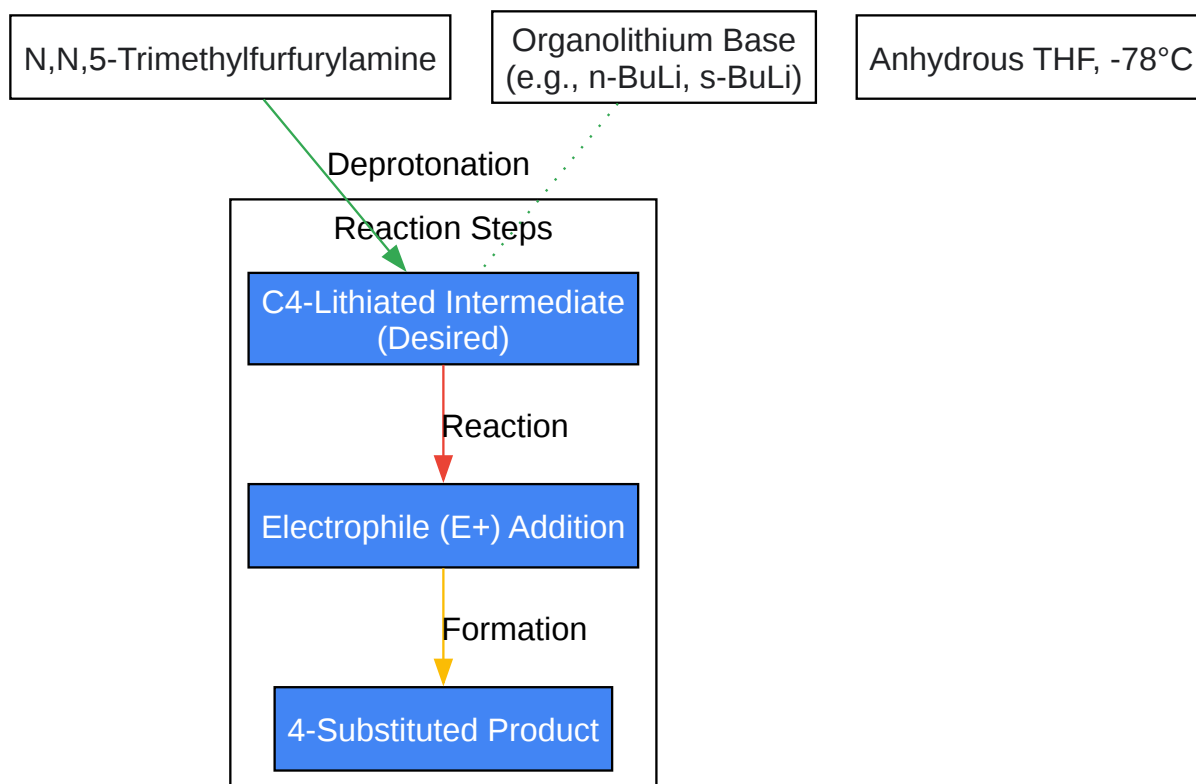 N,N,5-Trimethylfurfurylamine
Organolithium Base
(e.g., n-BuLi, s-BuLi)
Anhydrous THF, -78°C
Deprotonation
Reaction Steps
C4-Lithiated Intermediate
(Desired)
Reaction
Electrophile (E+) Addition
Formation
4-Substituted Product